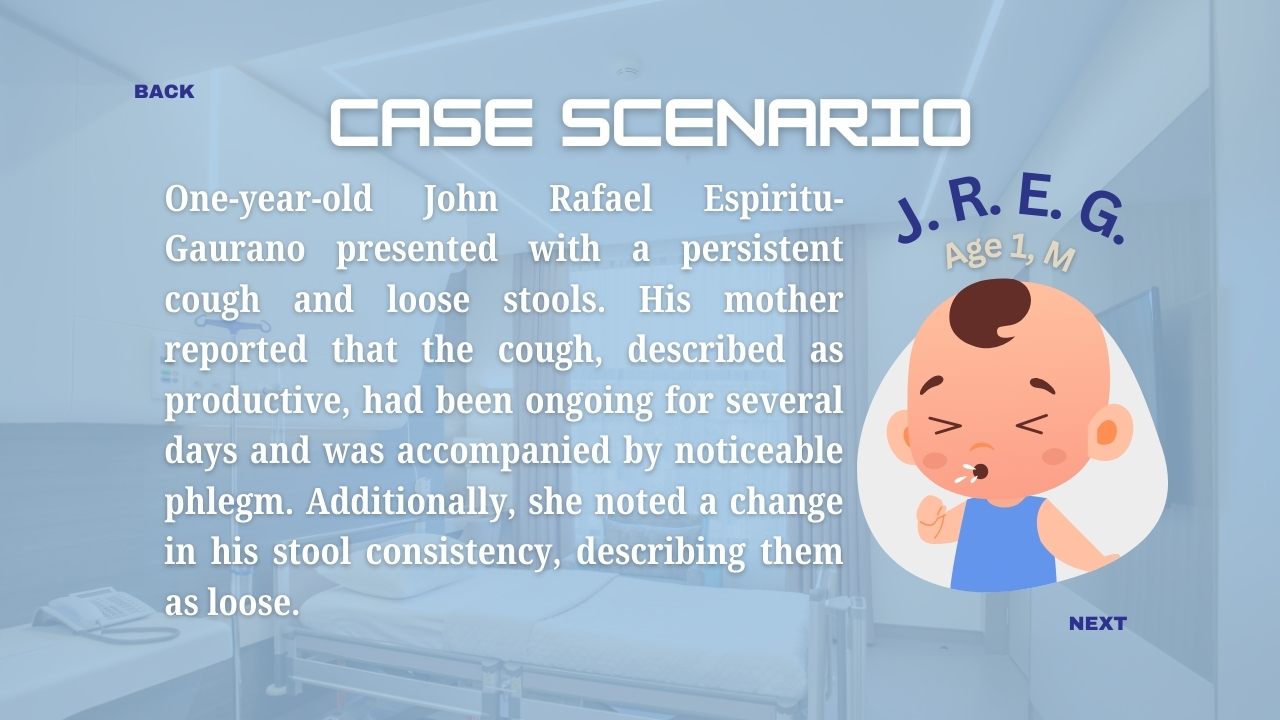 BACK
CASE SCENARIO
One-year-old John Rafael Espiritu-
Gaurano presented with a persistent
cough and loose stools. His mother
reported that the cough, described as
productive, had been ongoing for several
days and was accompanied by noticeable
phlegm. Additionally, she noted a change
in his stool consistency, describing them
as loose.
J. R. E. G.
Age 1, M
NEXT